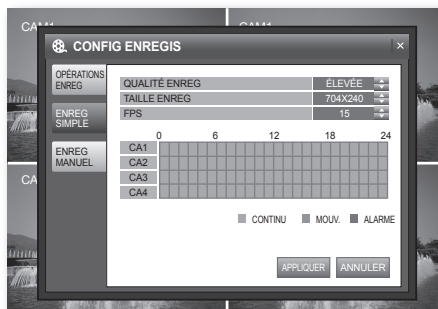 CAM1
CAM1
CONFIG ENREGIS
×
OPÉRATIONS
ENREG
ENREG
SIMPLE
ENREG
MANUEL
QUALITÉ ENREG ÉLEVÉE
TAILLE ENREG 704X240
FPS 15
0 6 12 18 24
CA1
CA2
CA3
CA4
CONTINU MOUV. ALARME
APPLIQUER ANNULER
CA